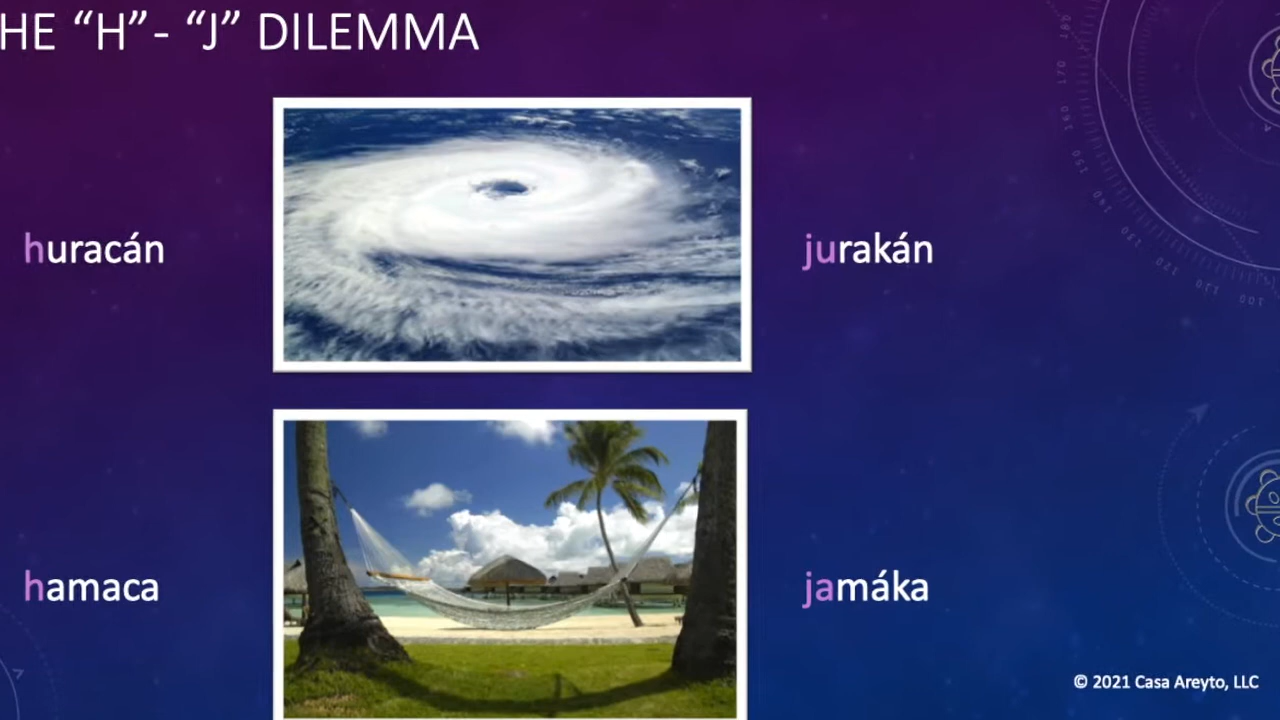 HE “H”- “J” DILEMMA
huracán
jurakán
hamaca
jamáka
© 2021 Casa Areyto, LLC